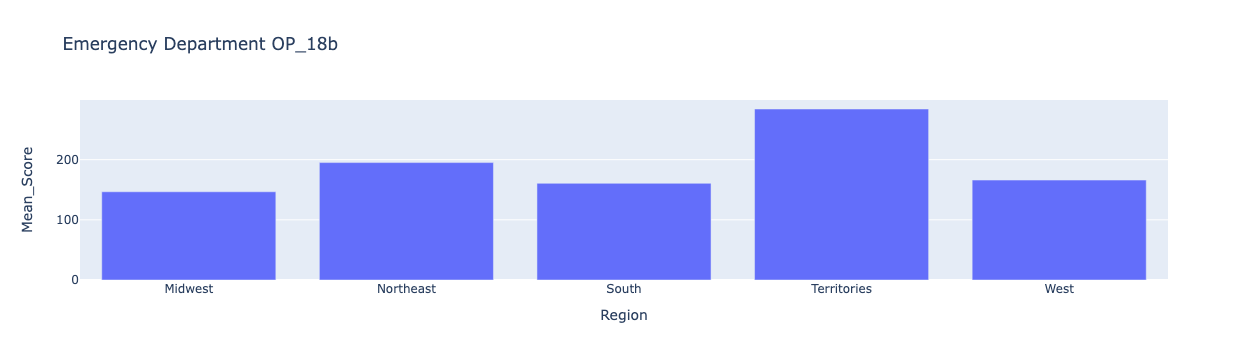 Emergency Department OP_18b
Mean_Score
200
100
0
Midwest Northeast South Territories West
Region